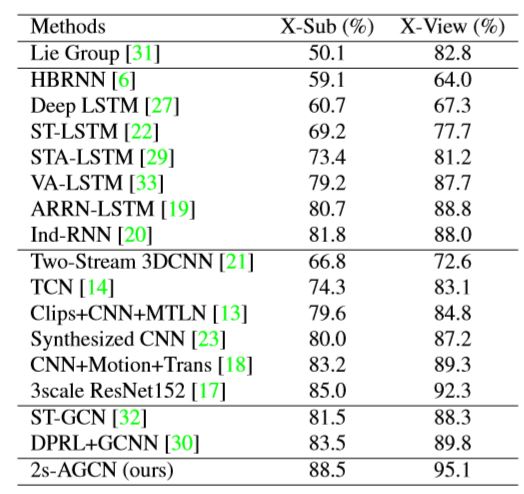 Methods X-Sub (%) X-View (%)
Lie Group [31] 50.1 82.8
HBRNN [6] 59.1 64.0
Deep LSTM [27] 60.7 67.3
ST-LSTM [22] 69.2 77.7
STA-LSTM [29] 73.4 81.2
VA-LSTM [33] 79.2 87.7
ARRN-LSTM [19] 80.7 88.8
Ind-RNN [20] 81.8 88.0
Two-Stream 3DCNN [21] 66.8 72.6
TCN [14] 74.3 83.1
Clips+CNN+MTLN [13] 79.6 84.8
Synthesized CNN [23] 80.0 87.2
CNN+Motion+Trans [18] 83.2 89.3
3scale ResNet152 [17] 85.0 92.3
ST-GCN [32] 81.5 88.3
DPRL+GCNN [30] 83.5 89.8
2s-AGCN (ours) 88.5 95.1